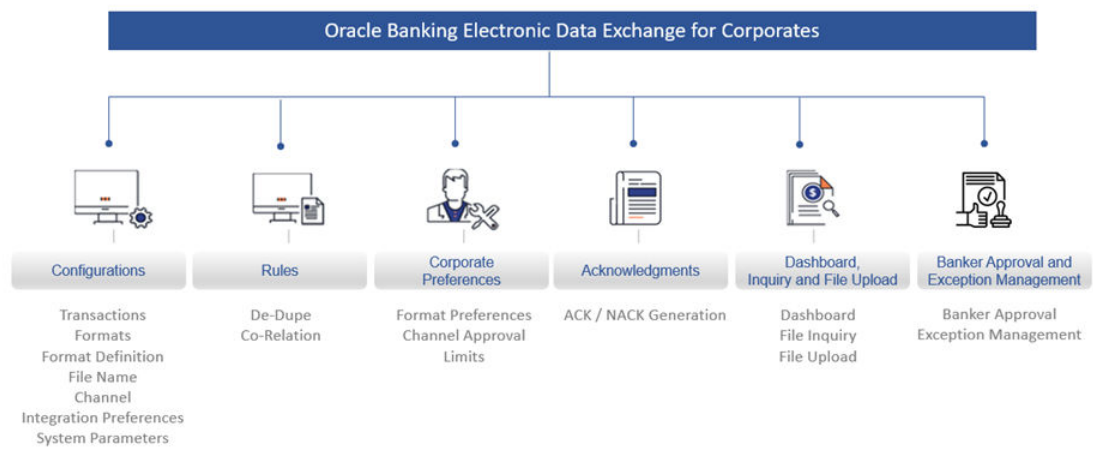 Oracle Banking Electronic Data Exchange for Corporates
Configurations
Transactions
Formats
Format Definition
File Name
Channel
Integration Preferences
System Parameters
Rules
De-Dupe
Co-Relation
Corporate
Preferences
Format Preferences
Channel Approval
Limits
Acknowledgments
ACK / NACK Generation
Dashboard,
Inquiry and File Upload
Dashboard
File Inquiry
File Upload
Banker Approval and
Exception Management
Banker Approval
Exception Management